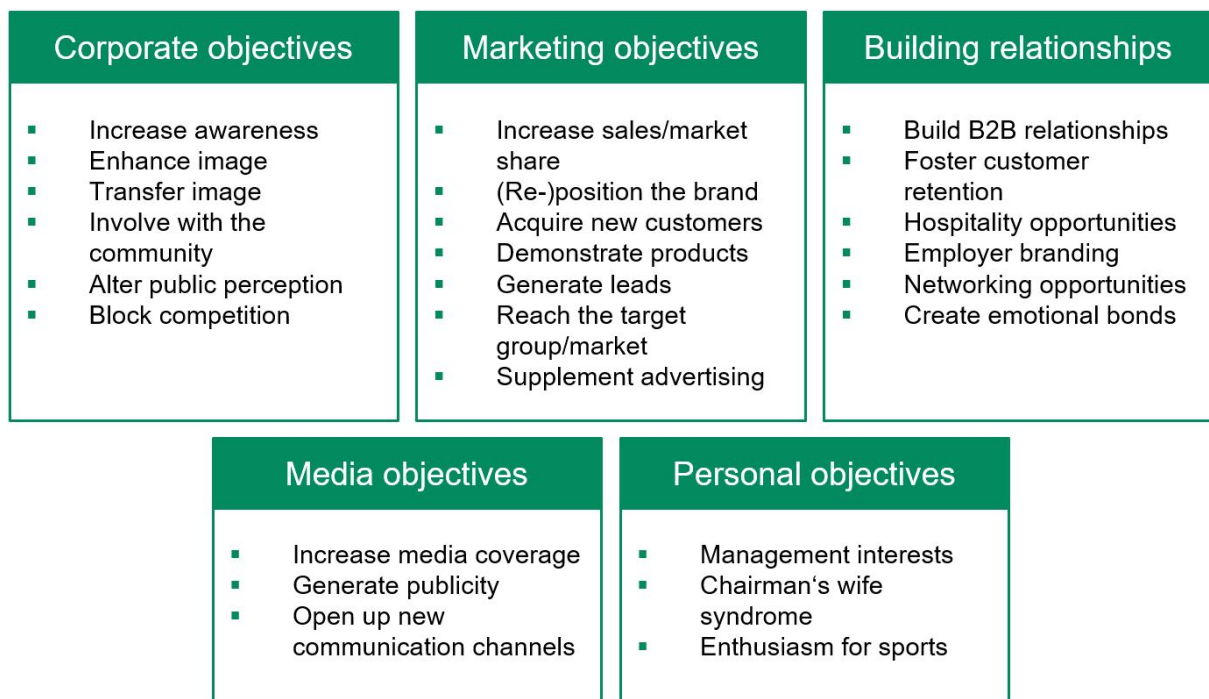 Corporate objectives
▪ Increase awareness
▪ Enhance image
▪ Transfer image
▪ Involve with the
community
▪ Alter public perception
▪ Block competition
Marketing objectives
▪ Increase sales/market
share
▪ (Re-)position the brand
▪ Acquire new customers
▪ Demonstrate products
▪ Generate leads
▪ Reach the target
group/market
▪ Supplement advertising
Building relationships
▪ Build B2B relationships
▪ Foster customer
retention
▪ Hospitality opportunities
▪ Employer branding
▪ Networking opportunities
▪ Create emotional bonds
Media objectives
▪ Increase media coverage
▪ Generate publicity
▪ Open up new
communication channels
Personal objectives
▪ Management interests
▪ Chairman‘s wife
syndrome
▪ Enthusiasm for sports